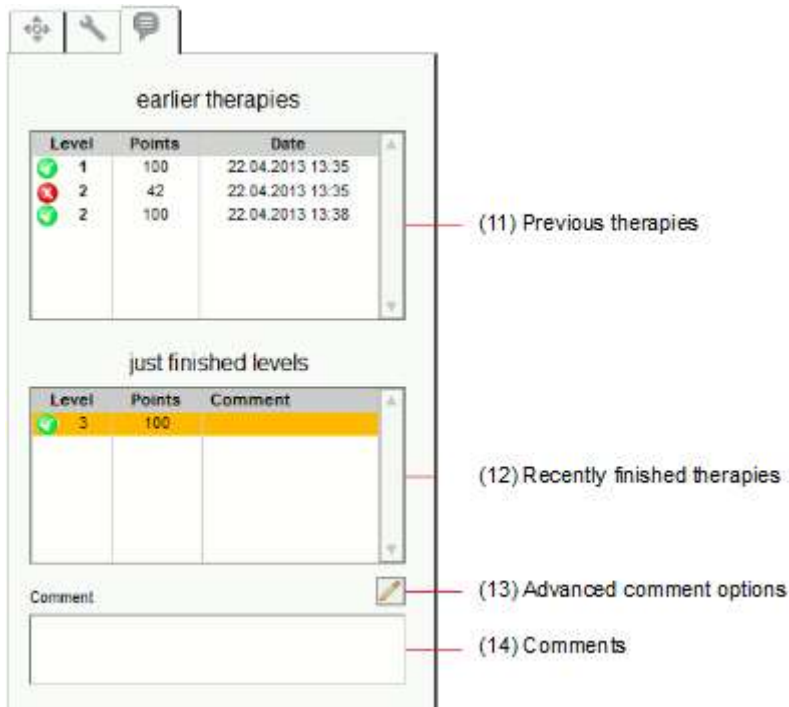 earlier therapies
Level Points Date
1 100 22.04.2013 13:35
2 42 22.04.2013 13:35
2 100 22.04.2013 13:38
(11) Previous therapies
just finished levels
Level Points Comment
3 100
(12) Recently finished therapies
(13) Advanced comment options
Comment
(14) Comments